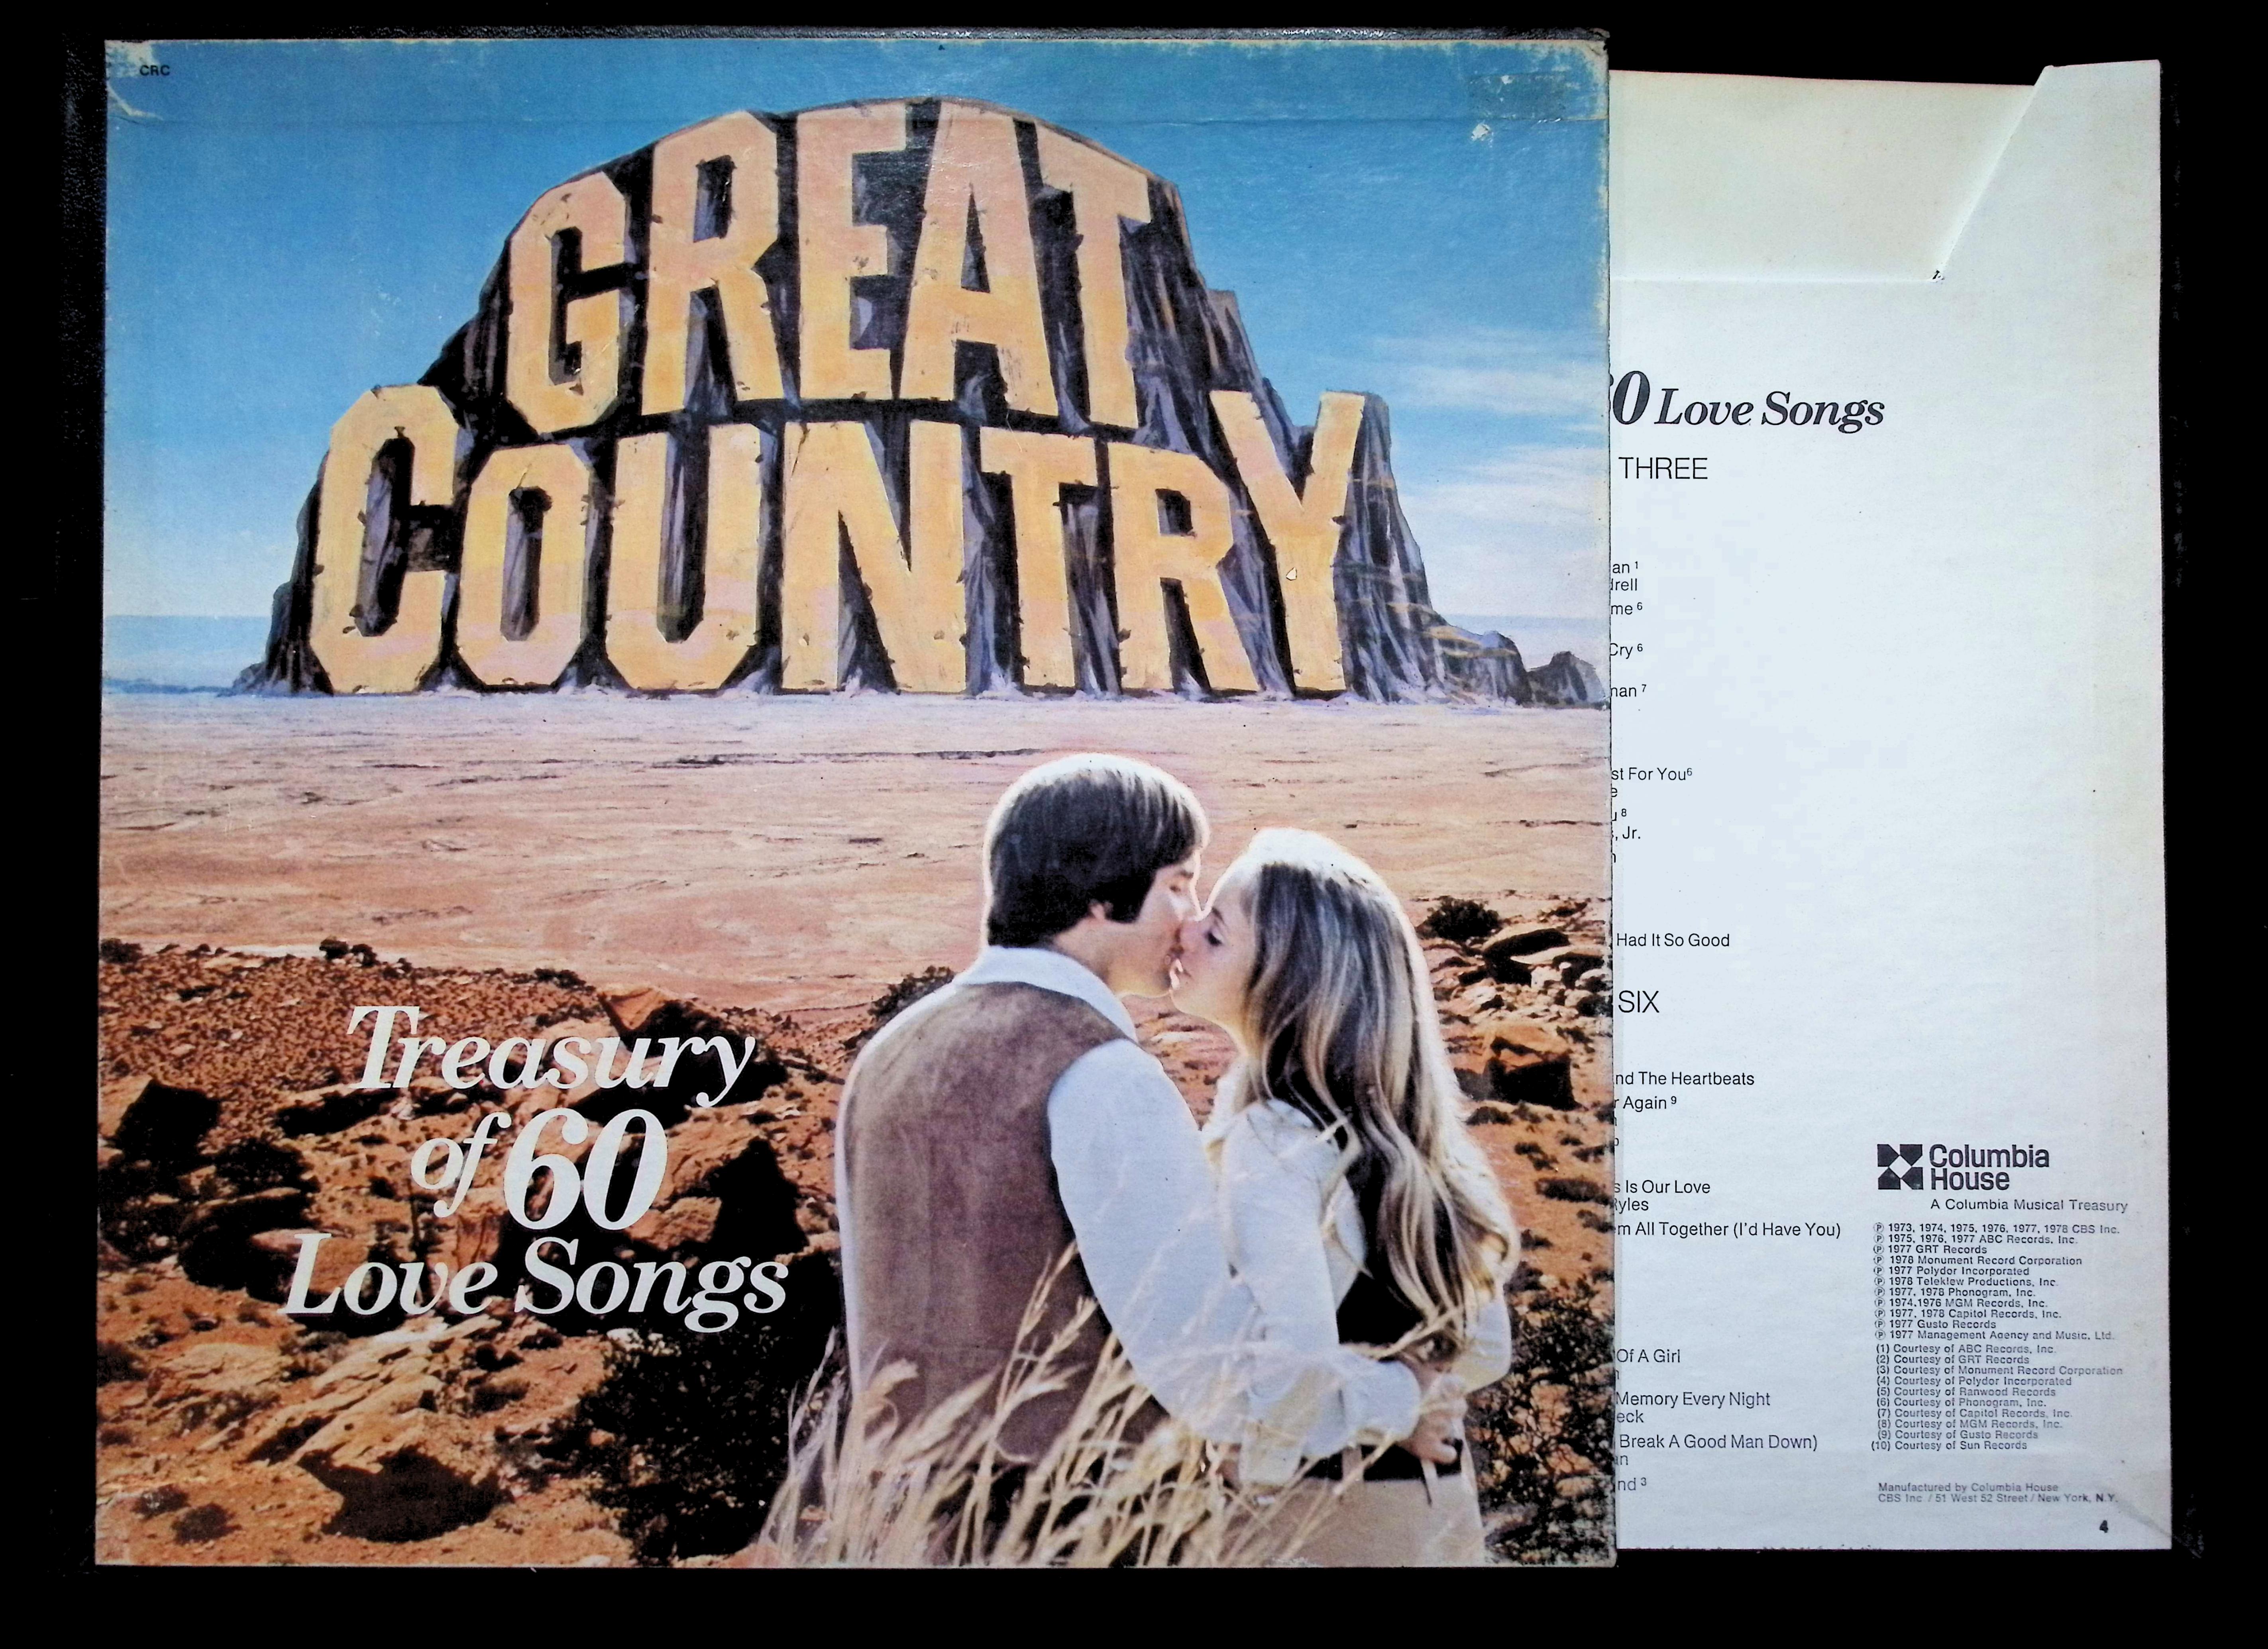 CRC
GREAT
COUNTRY
Treasury
of 60
Love Songs
0 Love Songs
THREE
an 1
drell
me 6
Cry 6
man 7
st For You6
e
u 8
, Jr.
Had It So Good
SIX
nd The Heartbeats
r Again 9
s Is Our Love
Ryles
m All Together (I'd Have You)
Of A Girl
Memory Every Night
eck
Break A Good Man Down)
nd 3
Columbia
House
A Columbia Musical Treasury
℗ 1973, 1974, 1975, 1976, 1977, 1978 CBS Inc.
℗ 1975, 1976, 1977 ABC Records, Inc.
℗ 1977 GRT Records
℗ 1978 Monument Record Corporation
℗ 1977 Polydor Incorporated
℗ 1978 Teleklew Productions, Inc.
℗ 1977, 1978 Phonogram, Inc.
℗ 1974,1976 MGM Records, Inc.
℗ 1977, 1978 Capitol Records, Inc.
℗ 1977 Gusto Records
℗ 1977 Management Agency and Music, Ltd.
(1) Courtesy of ABC Records, Inc.
(2) Courtesy of GRT Records
(3) Courtesy of Monument Record Corporation
(4) Courtesy of Polydor Incorporated
(5) Courtesy of Ranwood Records
(6) Courtesy of Phonogram, Inc.
(7) Courtesy of Capitol Records, Inc.
(8) Courtesy of MGM Records, Inc.
(9) Courtesy of Gusto Records
(10) Courtesy of Sun Records
Manufactured by Columbia House
CBS Inc. / 51 West 52 Street / New York, N.Y.
4